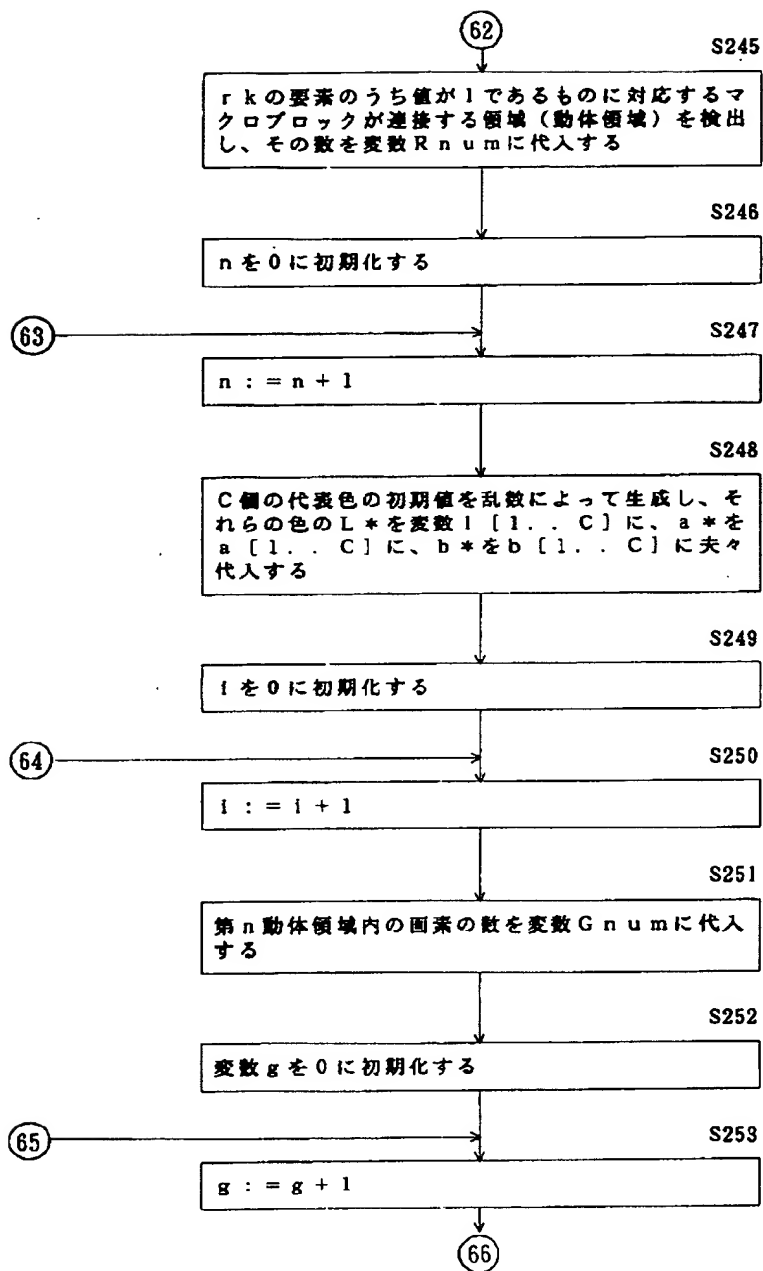 62
S245
rkの要素のうち値が1であるものに対応するマ
クロブロックが連接する領域（動体領域）を検出
し、その数を変数Rnumに代入する
S246
nを0に初期化する
63
S247
n:=n+1
S248
C個の代表色の初期値を乱数によって生成し、そ
れらの色のL*を変数l[1..C]に、a*を
a[1..C]に、b*をb[1..C]に夫々
代入する
S249
iを0に初期化する
64
S250
i:=i+1
S251
第n動体領域内の画素の数を変数Gnumに代入
する
S252
変数gを0に初期化する
65
S253
g:=g+1
66